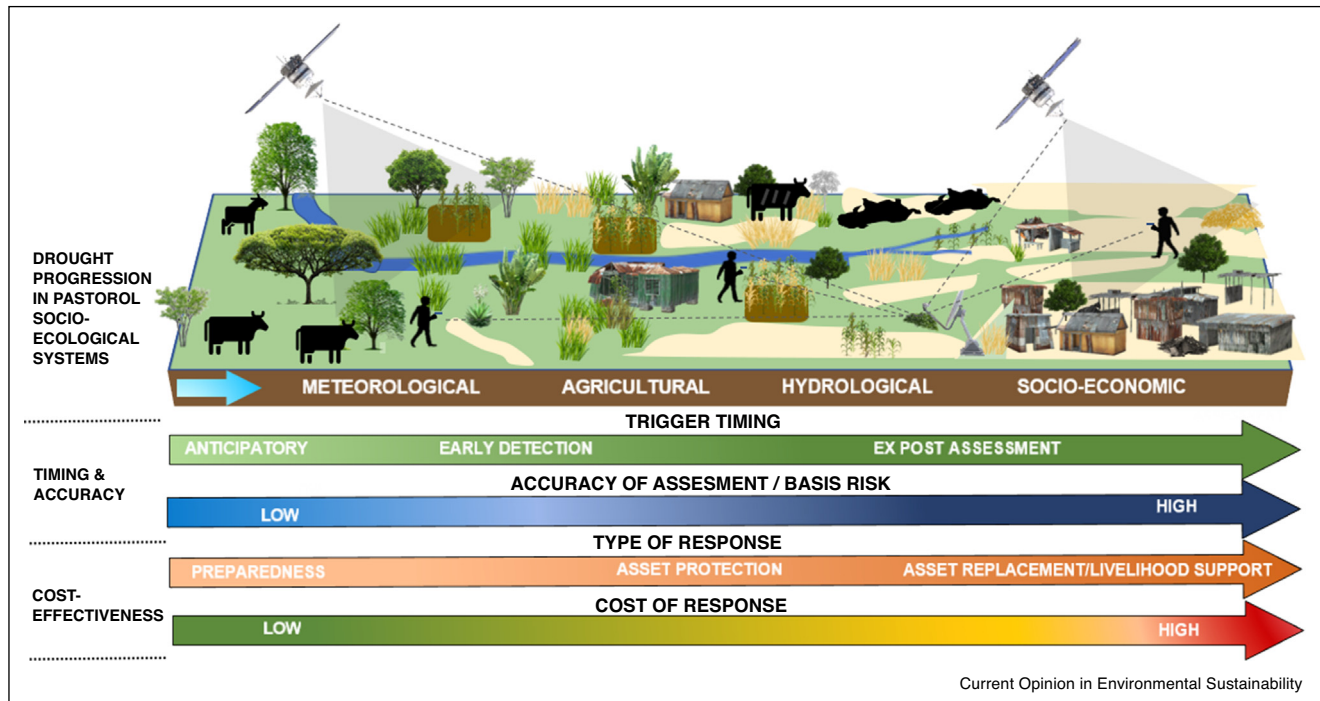 DROUGHT
PROGRESSION
IN PASTOROL
SOCIO-
ECOLOGICAL
SYSTEMS
METEOROLOGICAL AGRICULTURAL HYDROLOGICAL SOCIO-ECONOMIC
TRIGGER TIMING
ANTICIPATORY EARLY DETECTION EX POST ASSESSMENT
TIMING &
ACCURACY
ACCURACY OF ASSESMENT / BASIS RISK
LOW HIGH
TYPE OF RESPONSE
PREPAREDNESS ASSET PROTECTION ASSET REPLACEMENT/LIVELIHOOD SUPPORT
COST-
EFFECTIVENESS
COST OF RESPONSE
LOW HIGH
Current Opinion in Environmental Sustainability